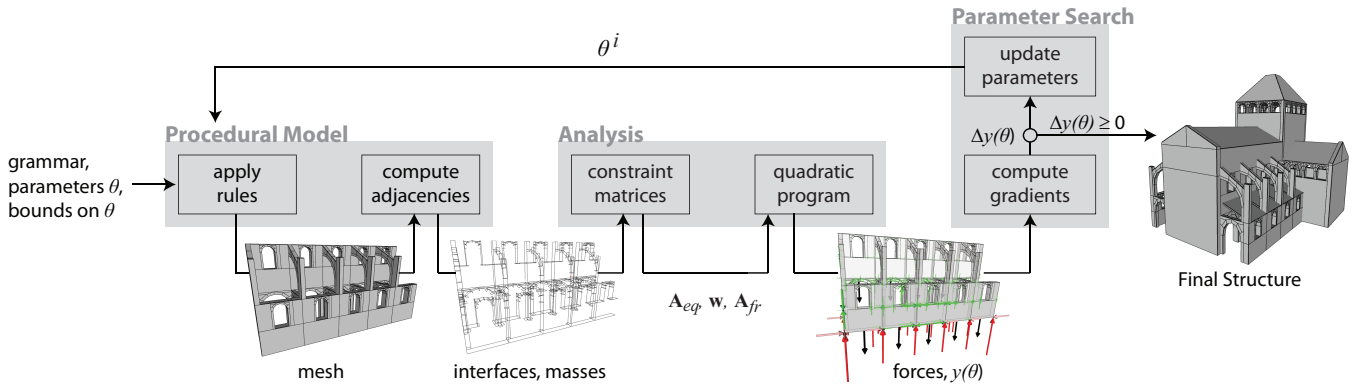 Parameter Search
θ^i
update
parameters
Δy(θ)
Δy(θ) ≥ 0
Procedural Model
Analysis
grammar,
parameters θ,
bounds on θ
apply
rules
compute
adjacencies
constraint
matrices
quadratic
program
compute
gradients
Final Structure
A_eq, w, A_fr
mesh
interfaces, masses
forces, y(θ)